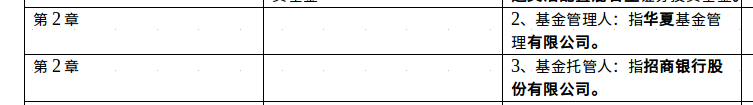 第 2 章
2、基金管理人：指华夏基金管
理有限公司。
第 2 章
3、基金托管人：指招商银行股
份有限公司。